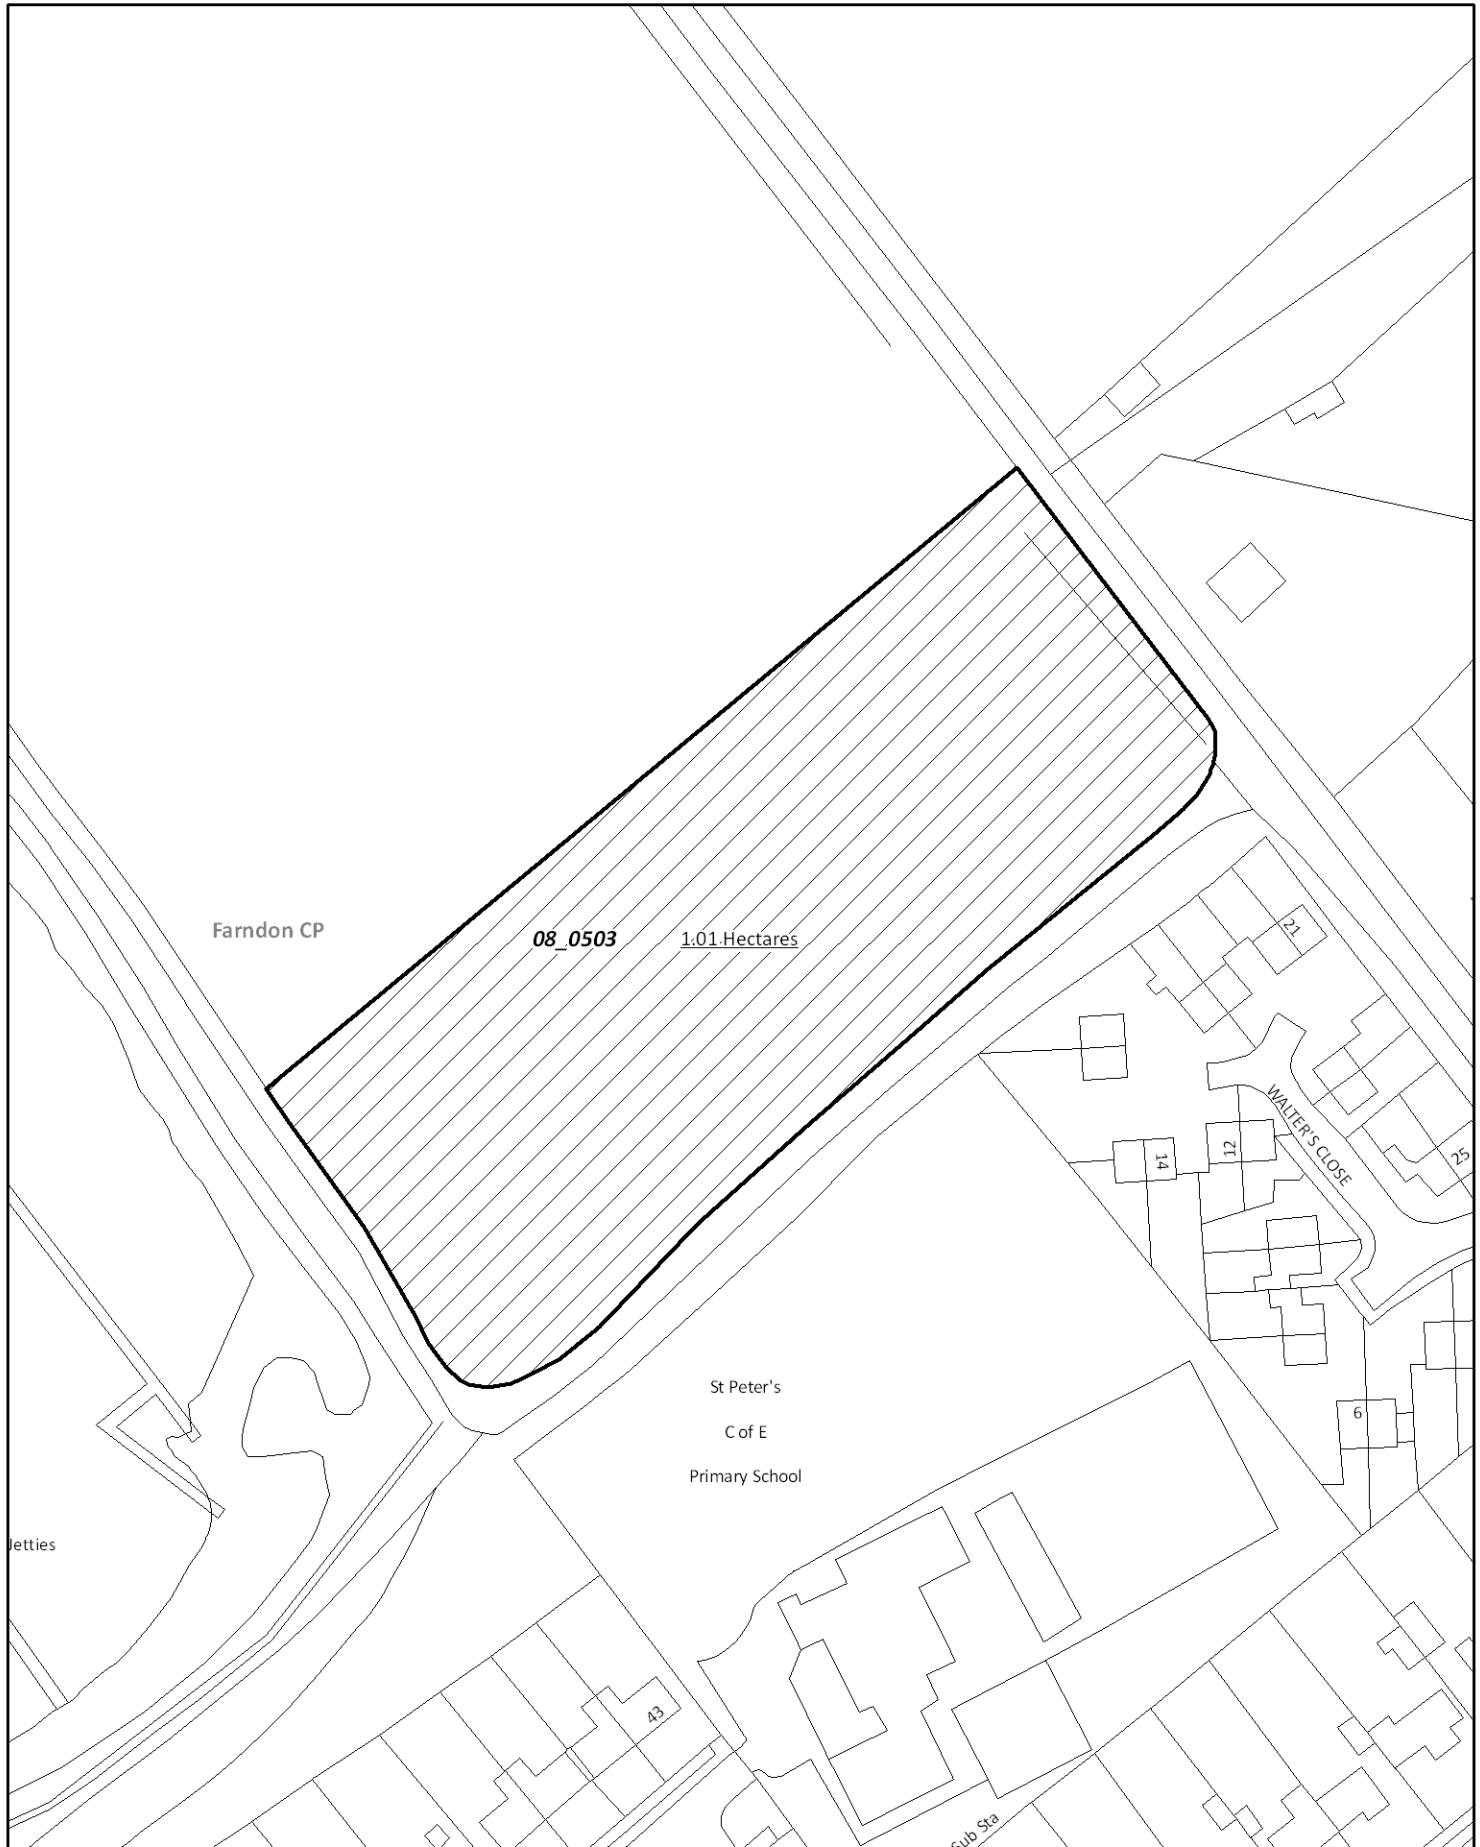 21
Farndon CP
08_0503
1.01 Hectares
WALTER'S CLOSE
14
12
25
St Peter's
C of E
Primary School
6
Jetties
43
Sub Sta